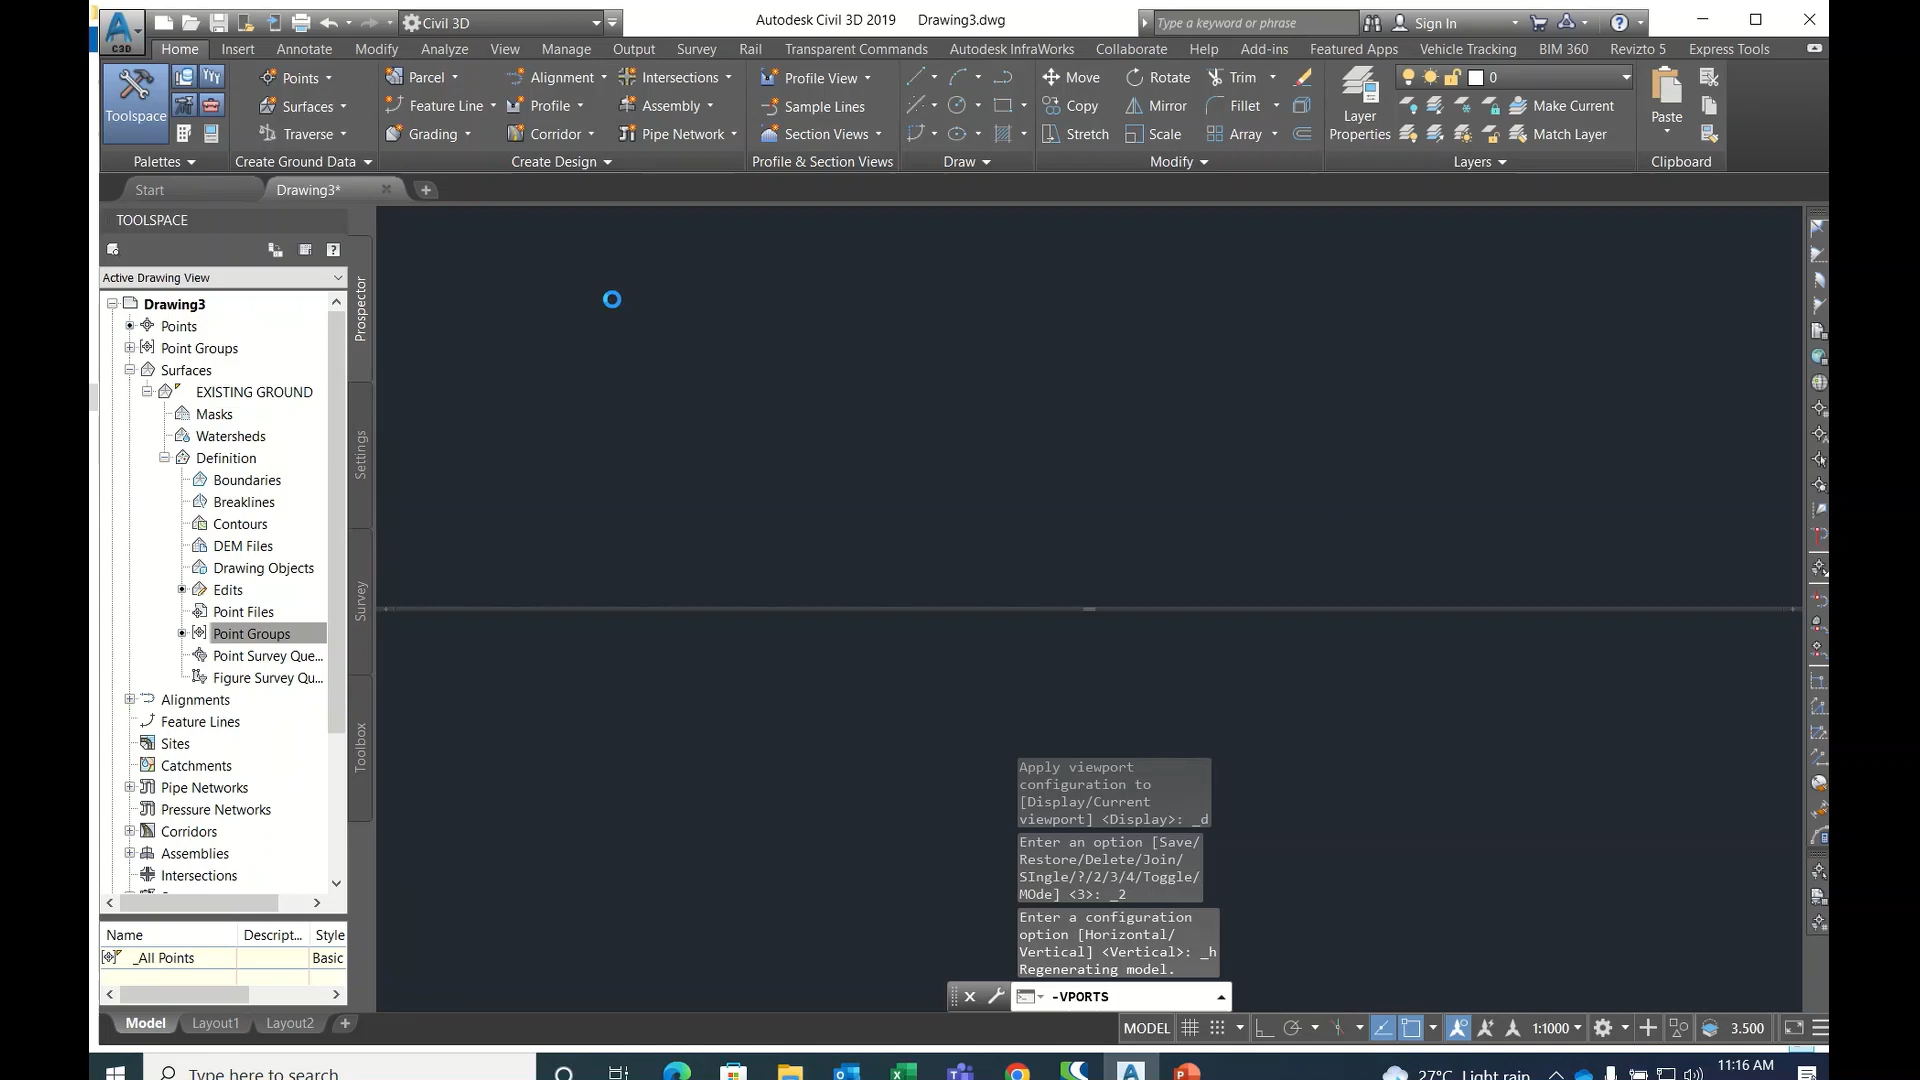 C3D
Civil 3D
Autodesk Civil 3D 2019 Drawing3.dwg
Type a keyword or phrase
Sign In
Home Insert Annotate Modify Analyze View Manage Output Survey Rail Transparent Commands Autodesk InfraWorks Collaborate Help Add-ins Featured Apps Vehicle Tracking BIM 360 Revizto 5 Express Tools
Toolspace
Points
Surfaces
Traverse
Parcel
Feature Line
Grading
Alignment
Profile
Corridor
Intersections
Assembly
Pipe Network
Profile View
Sample Lines
Section Views
Move
Copy
Stretch
Rotate
Mirror
Scale
Trim
Fillet
Array
Layer
Properties
0
Make Current
Match Layer
Paste
Palettes
Create Ground Data
Create Design
Profile & Section Views
Draw
Modify
Layers
Clipboard
Start
Drawing3*
TOOLSPACE
Active Drawing View
Drawing3
Points
Point Groups
Surfaces
EXISTING GROUND
Masks
Watersheds
Definition
Boundaries
Breaklines
Contours
DEM Files
Drawing Objects
Edits
Point Files
Point Groups
Point Survey Que...
Figure Survey Qu...
Alignments
Feature Lines
Sites
Catchments
Pipe Networks
Pressure Networks
Corridors
Assemblies
Intersections
Prospector
Settings
Survey
Toolbox
Name Descript... Style
_All Points Basic
Apply viewport
configuration to
[Display/Current
viewport] <Display>: _d
Enter an option [Save/
Restore/Delete/Join/
SIngle/?/2/3/4/Toggle/
MOde] <3>: _2
Enter a configuration
option [Horizontal/
Vertical] <Vertical>: _h
Regenerating model.
-VPORTS
Model Layout1 Layout2
MODEL
1:1000
3.500
Type here to search
27°C Light rain
11:16 AM